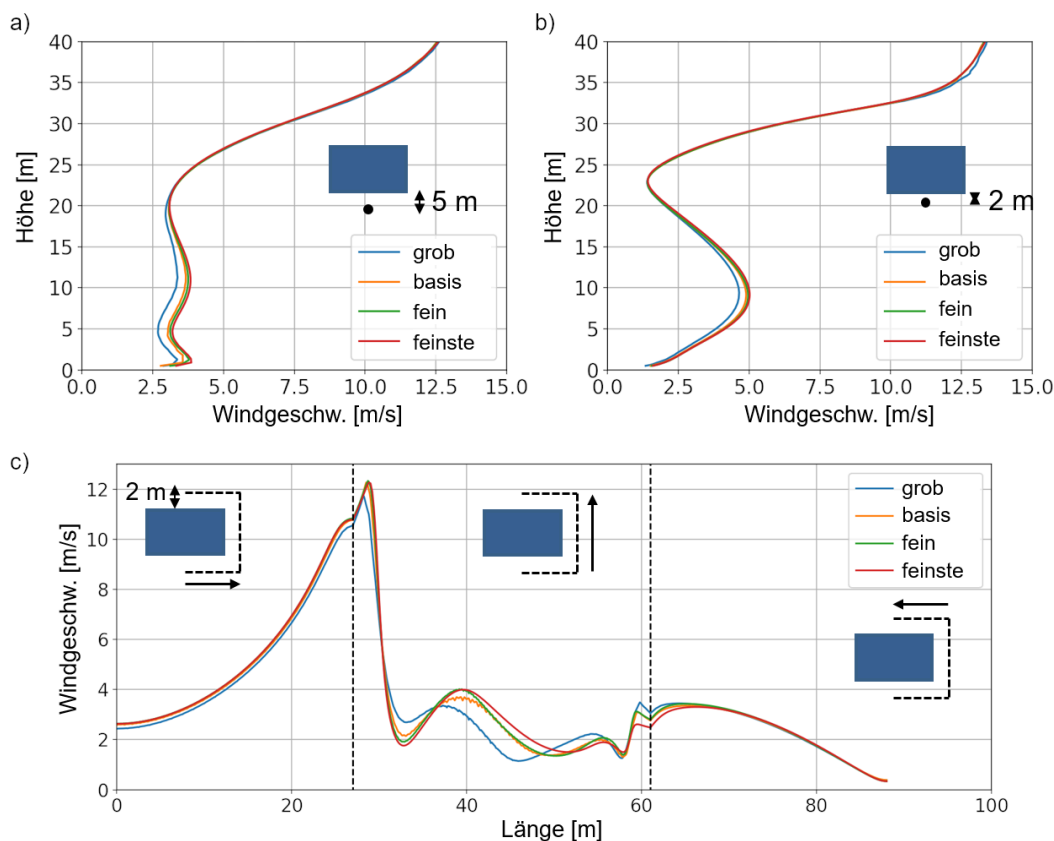 a)
40
35
30
25
20
15
10
5
0
Höhe [m]
0.0 2.5 5.0 7.5 10.0 12.5 15.0
Windgeschw. [m/s]
5 m
grob
basis
fein
feinste
b)
40
35
30
25
20
15
10
5
0
Höhe [m]
0.0 2.5 5.0 7.5 10.0 12.5 15.0
Windgeschw. [m/s]
2 m
grob
basis
fein
feinste
c)
12
10
8
6
4
2
0
Windgeschw. [m/s]
2 m
grob
basis
fein
feinste
0 20 40 60 80 100
Länge [m]